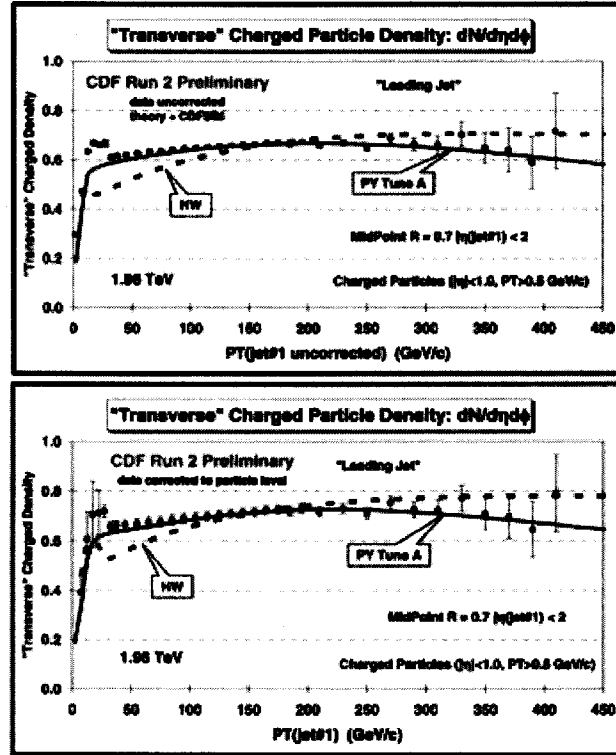 "Transverse" Charged Particle Density: dN/dηdϕ
1.0
CDF Run 2 Preliminary
"Leading Jet"
data uncorrected
theory + CDFSIM
0.8
0.6
PY Tune A
HW
0.4
MidPoint R = 0.7 |η(jet#1)| < 2
0.2
1.96 TeV
Charged Particles (|η|<1.0, PT>0.5 GeV/c)
0.0
0 50 100 150 200 250 300 350 400 450
PT(jet#1 uncorrected) (GeV/c)
"Transverse" Charged Density
"Transverse" Charged Particle Density: dN/dηdϕ
1.0
CDF Run 2 Preliminary
"Leading Jet"
data corrected to particle level
0.8
0.6
PY Tune A
HW
0.4
MidPoint R = 0.7 |η(jet#1)| < 2
0.2
1.96 TeV
Charged Particles (|η|<1.0, PT>0.5 GeV/c)
0.0
0 50 100 150 200 250 300 350 400 450
PT(jet#1) (GeV/c)
"Transverse" Charged Density